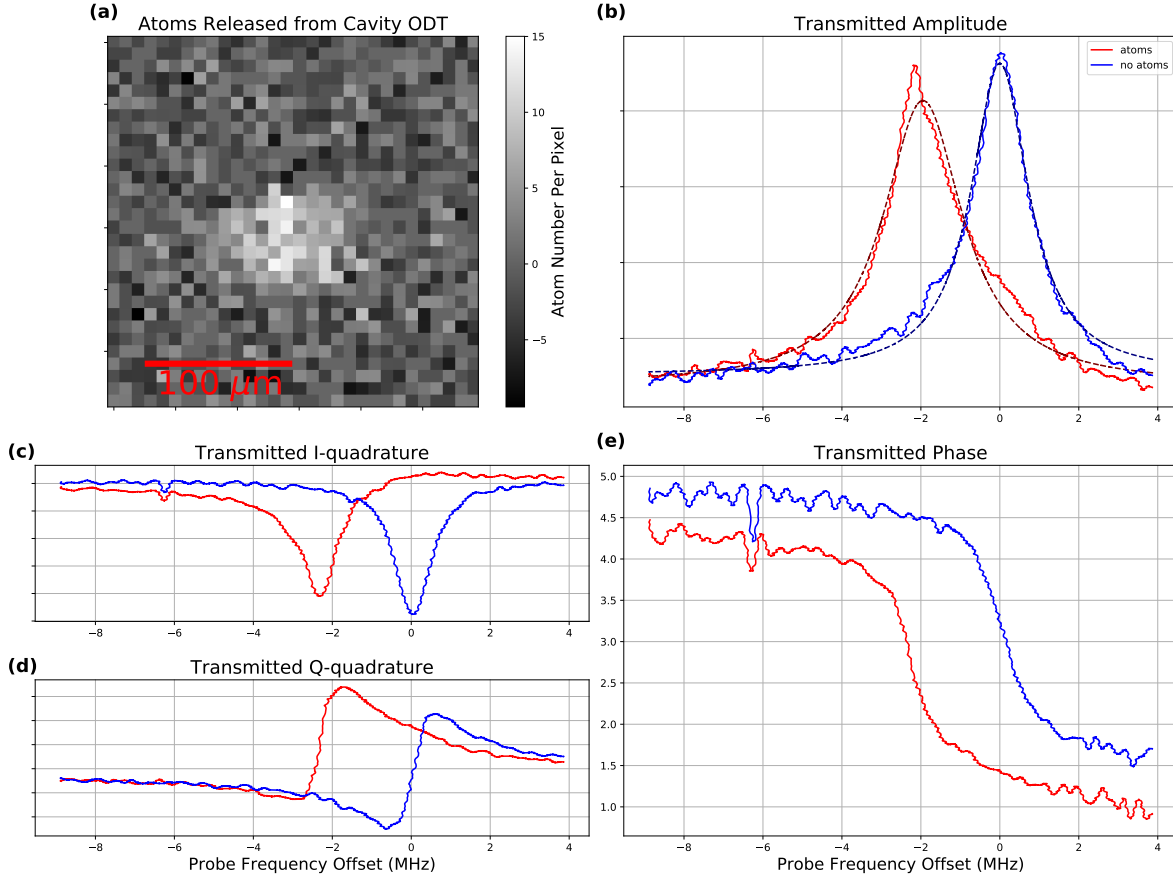 (a)
Atoms Released from Cavity ODT
100 μm
15
10
5
0
−5
Atom Number Per Pixel
(b)
Transmitted Amplitude
atoms
no atoms
−8 −6 −4 −2 0 2 4
(c)
Transmitted I-quadrature
−8 −6 −4 −2 0 2 4
(d)
Transmitted Q-quadrature
−8 −6 −4 −2 0 2 4
Probe Frequency Offset (MHz)
(e)
Transmitted Phase
5.0
4.5
4.0
3.5
3.0
2.5
2.0
1.5
1.0
−8 −6 −4 −2 0 2 4
Probe Frequency Offset (MHz)